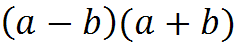 (a − b)(a + b)